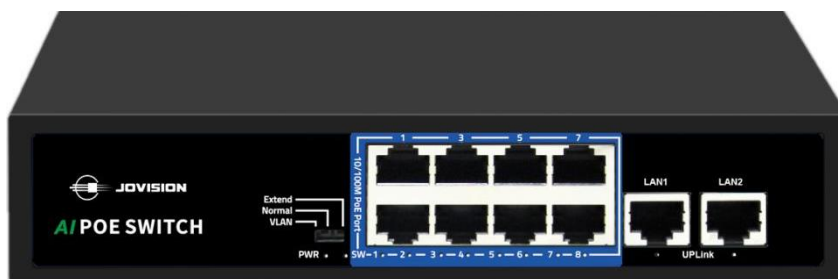 1 3 5 7
10/100M PoE Port
JOVISION
AI POE SWITCH
Extend
Normal
VLAN
PWR SW 1 2 3 4 5 6 7 8
LAN1 LAN2
UPLink